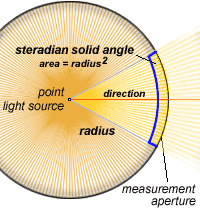 steradian solid angle
area = radius2
point
light source
direction
radius
measurement
aperture